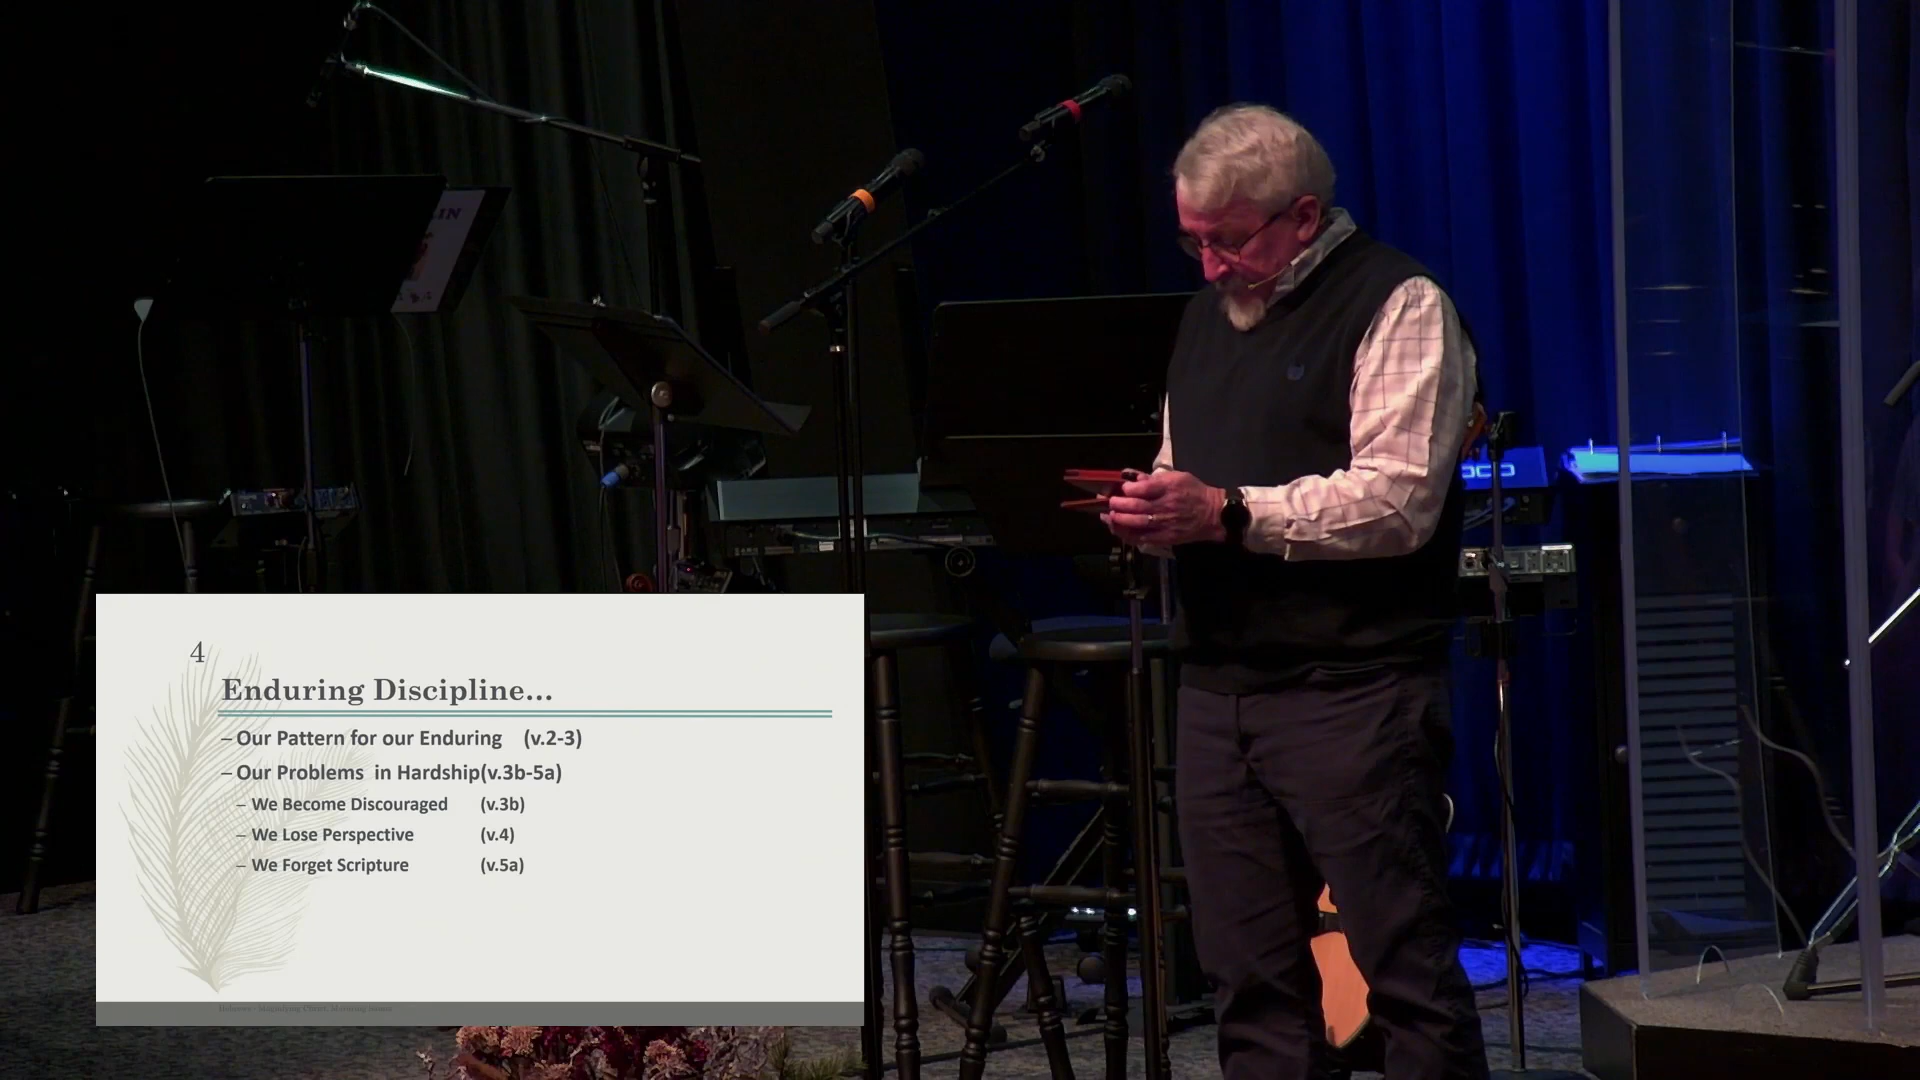 LIN
4
Enduring Discipline...
– Our Pattern for our Enduring (v.2-3)
– Our Problems in Hardship(v.3b-5a)
– We Become Discouraged (v.3b)
– We Lose Perspective (v.4)
– We Forget Scripture (v.5a)